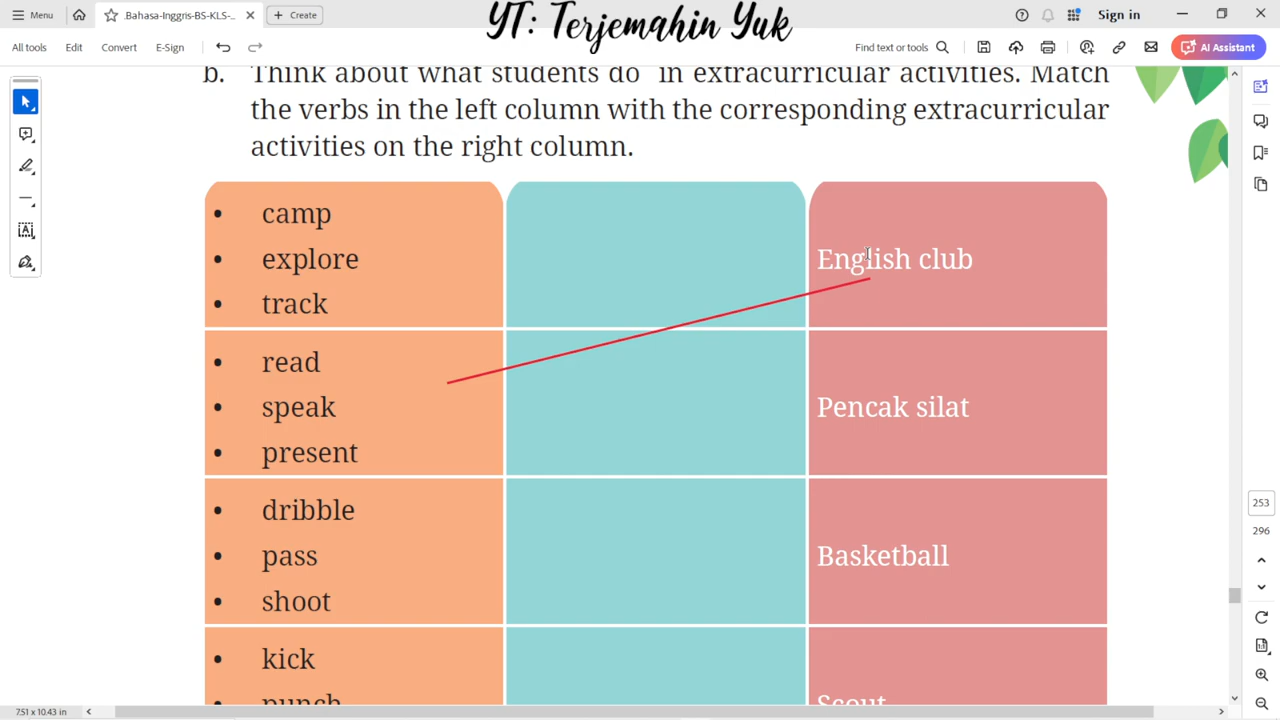 Menu
.Bahasa-Inggris-BS-KLS-...
Create
YT: Terjemahin Yuk
Sign in
All tools
Edit
Convert
E-Sign
Find text or tools
AI Assistant
b. Think about what students do in extracurricular activities. Match
the verbs in the left column with the corresponding extracurricular
activities on the right column.
• camp
• explore
• track
English club
• read
• speak
• present
Pencak silat
• dribble
• pass
• shoot
Basketball
• kick
• punch
Scout
253
296
7.51 x 10.43 in